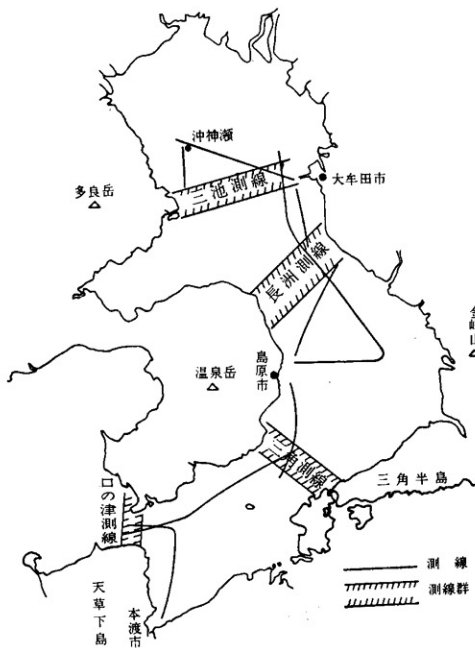 沖神瀬
多良岳
三池測線
大牟田市
長洲測線
金峰山
島原市
温泉岳
三角測線
三角半島
口の津測線
天草下島
本渡市
測線
測線群